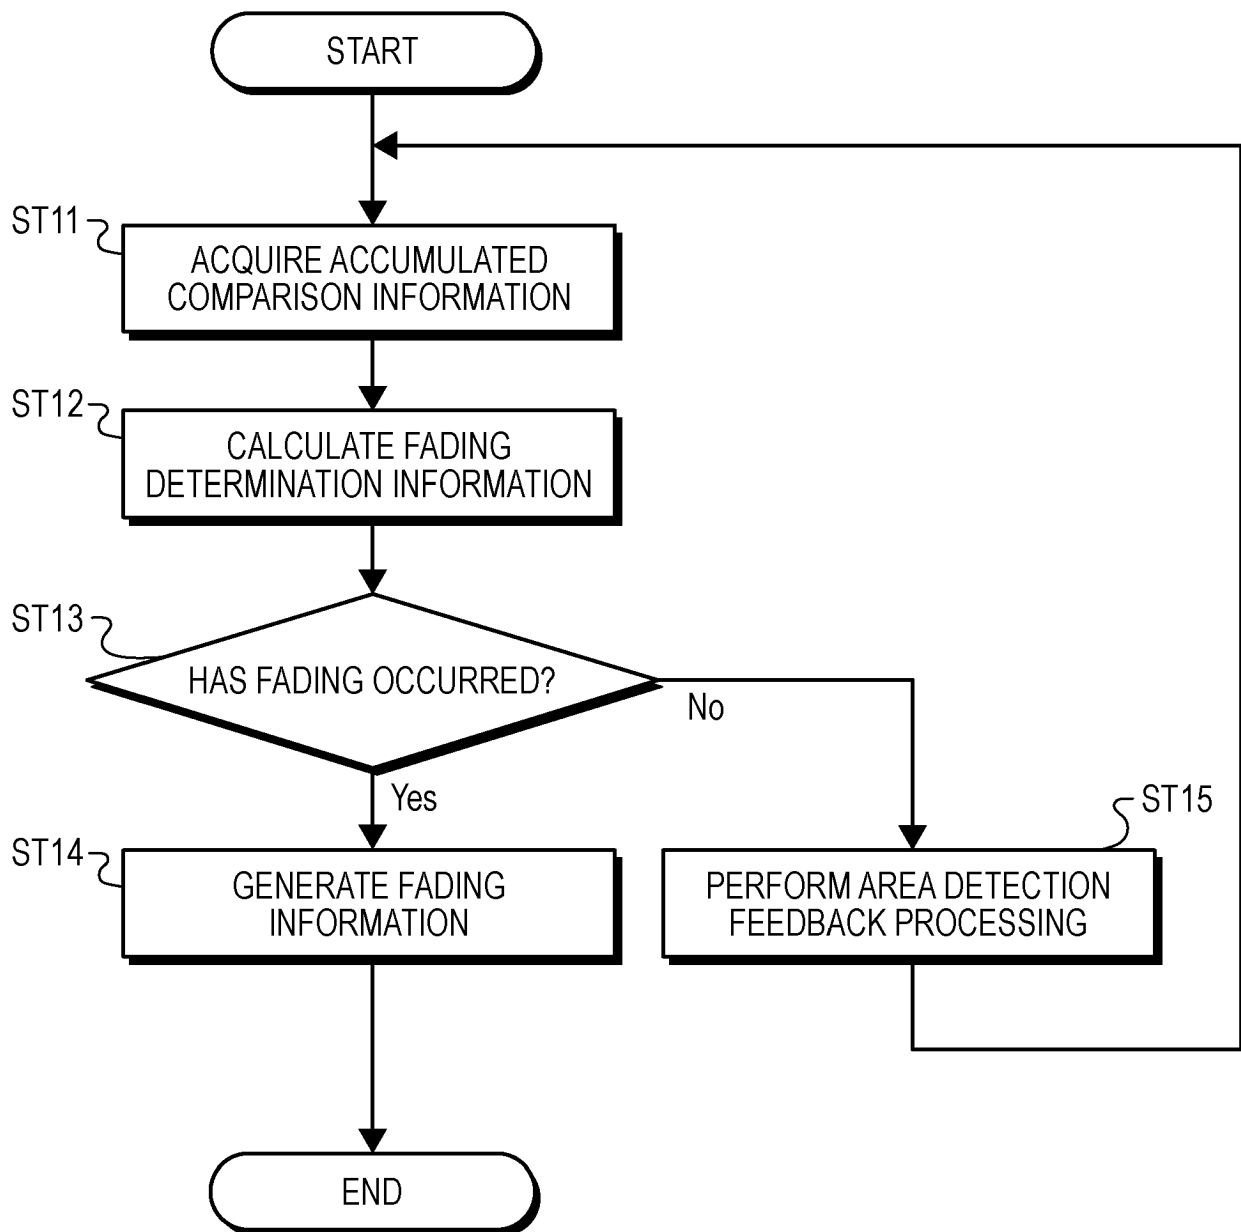 START
ST11
ACQUIRE ACCUMULATED
COMPARISON INFORMATION
ST12
CALCULATE FADING
DETERMINATION INFORMATION
ST13
HAS FADING OCCURRED?
No
Yes
ST14
GENERATE FADING
INFORMATION
ST15
PERFORM AREA DETECTION
FEEDBACK PROCESSING
END